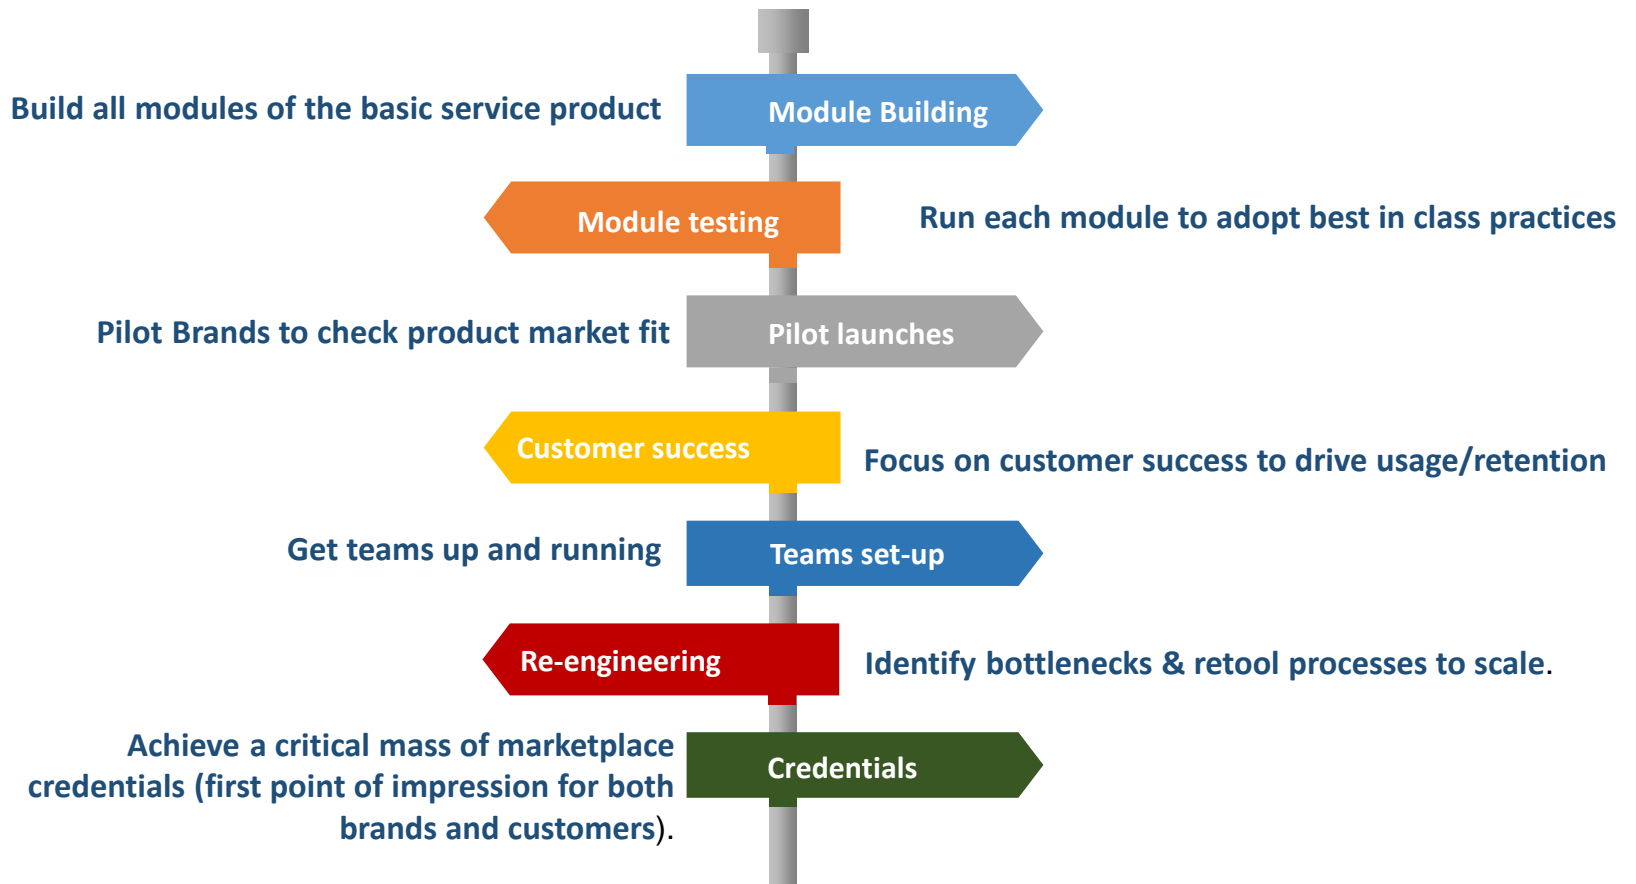 Build all modules of the basic service product
Module Building
Module testing
Run each module to adopt best in class practices
Pilot Brands to check product market fit
Pilot launches
Customer success
Focus on customer success to drive usage/retention
Get teams up and running
Teams set-up
Re-engineering
Identify bottlenecks & retool processes to scale.
Achieve a critical mass of marketplace
credentials (first point of impression for both
brands and customers).
Credentials